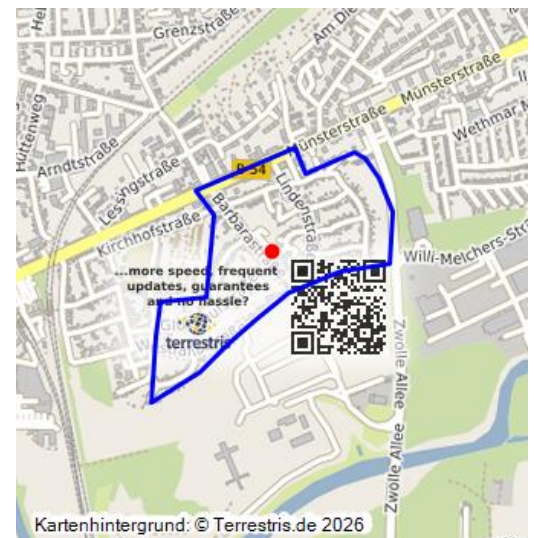 Grenzstraße
Am Die
Hüttenweg
Münsterstraße
Münsterstraße
Wethmar M
Arndtstraße
Lessingstraße
B 54
Lindenstraße
Barbarastr
Kirchhofstraße
Willi-Melchers-Str
...more speed, frequent
updates, guarantees
and no hassle?
terrestris
Zwolle Allee
Zwolle Allee
Kartenhintergrund: © Terrestris.de 2026